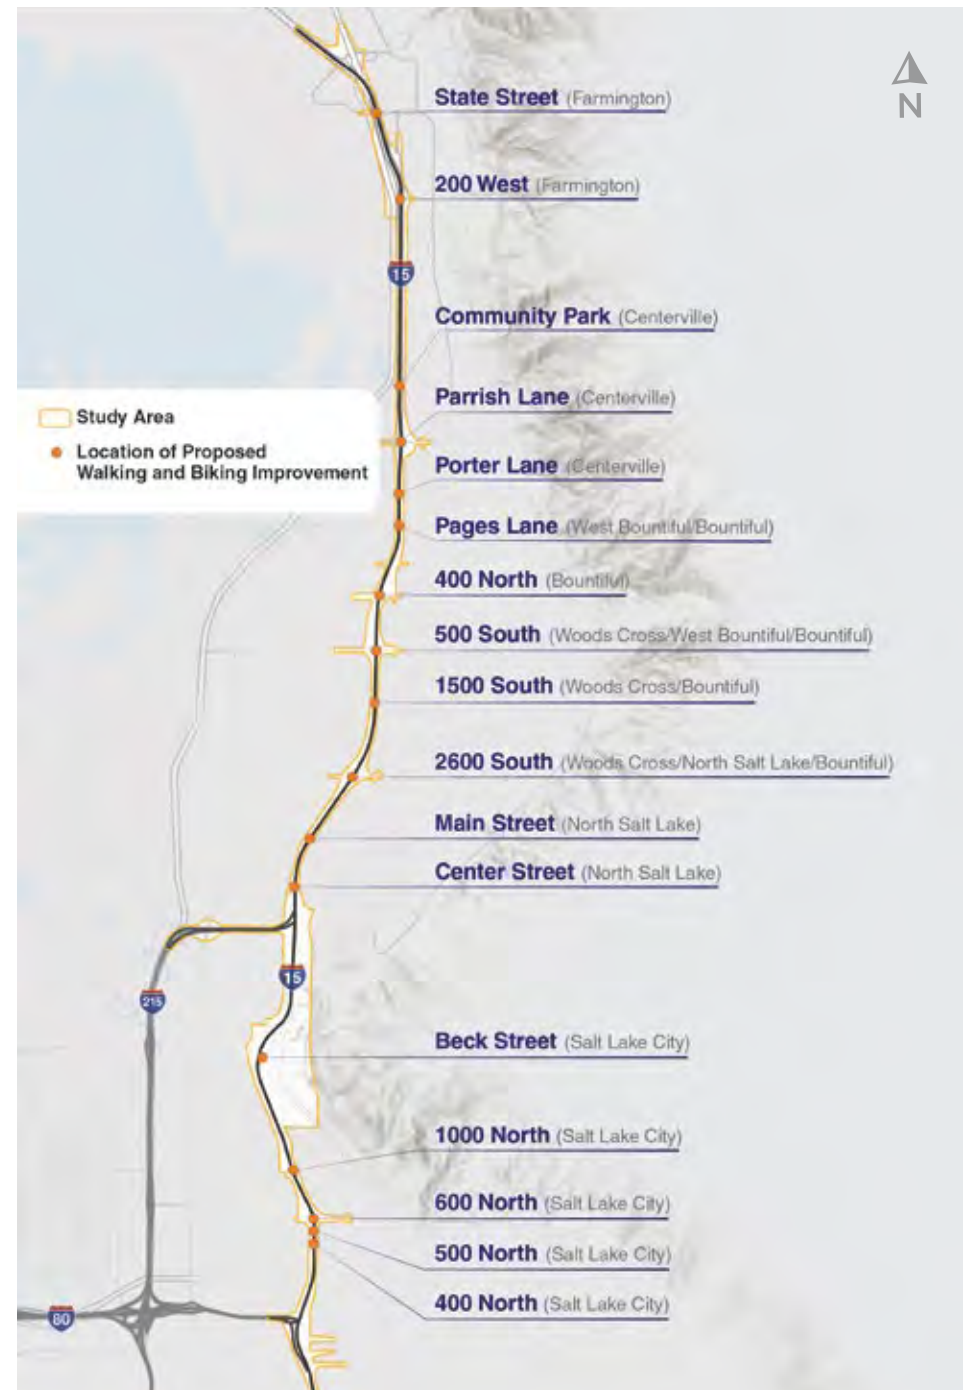 N
State Street (Farmington)
200 West (Farmington)
15
Community Park (Centerville)
Parrish Lane (Centerville)
Study Area
Location of Proposed
Walking and Biking Improvement
Porter Lane (Centerville)
Pages Lane (West Bountiful/Bountiful)
400 North (Bountiful)
500 South (Woods Cross/West Bountiful/Bountiful)
1500 South (Woods Cross/Bountiful)
2600 South (Woods Cross/North Salt Lake/Bountiful)
Main Street (North Salt Lake)
Center Street (North Salt Lake)
15
215
Beck Street (Salt Lake City)
1000 North (Salt Lake City)
600 North (Salt Lake City)
500 North (Salt Lake City)
400 North (Salt Lake City)
80